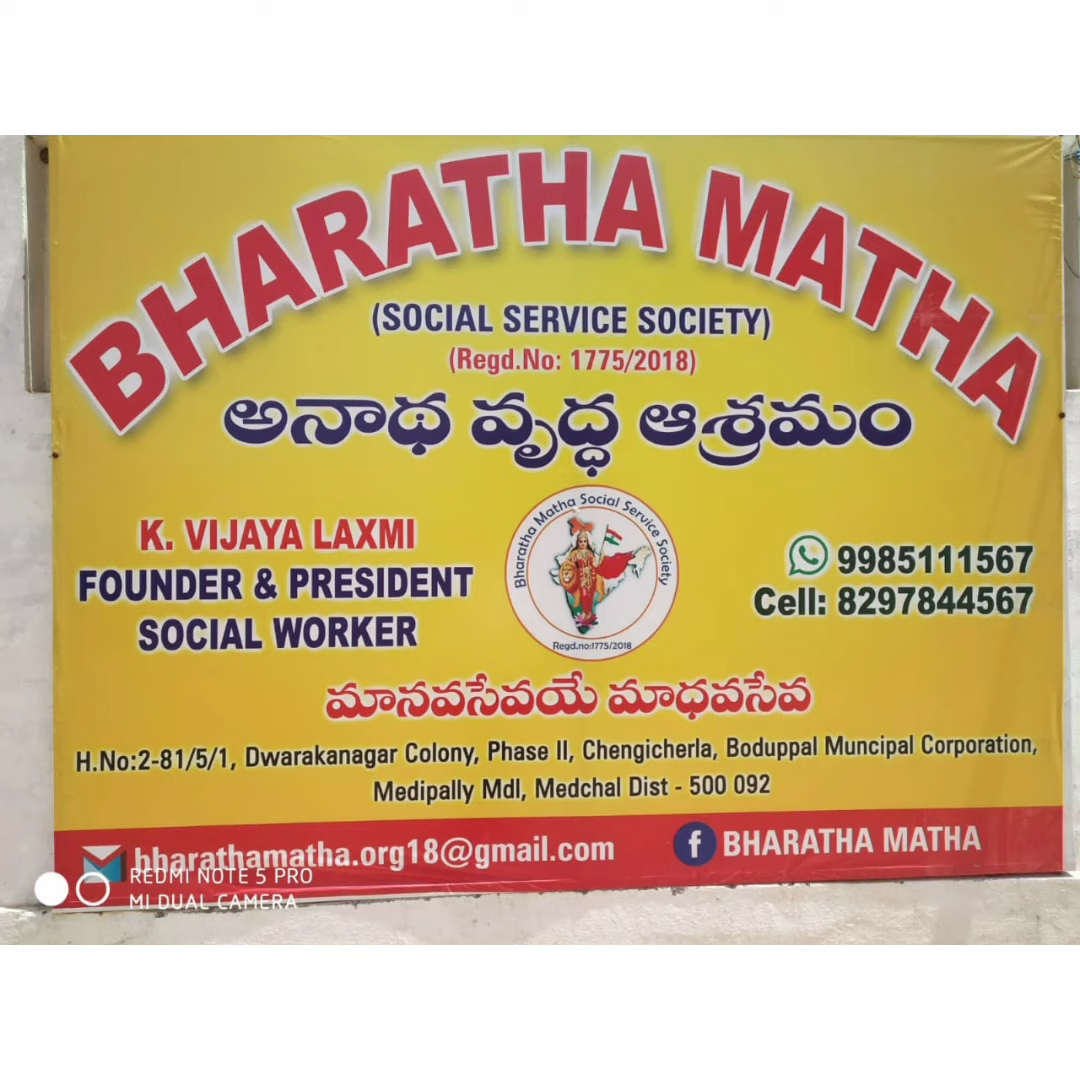 BHARATHA MATHA
(SOCIAL SERVICE SOCIETY)
(Regd.No: 1775/2018)
అనాథ వృద్ధ ఆశ్రమం
K. VIJAYA LAXMI
FOUNDER & PRESIDENT
SOCIAL WORKER
Bharatha Matha Social Service Society
Regd.no:1775/2018
9985111567
Cell: 8297844567
మానవసేవయే మాధవసేవ
H.No:2-81/5/1, Dwarakanagar Colony, Phase II, Chengicherla, Boduppal Muncipal Corporation,
Medipally Mdl, Medchal Dist - 500 092
bharathamatha.org18@gmail.com
BHARATHA MATHA
REDMI NOTE 5 PRO
MI DUAL CAMERA